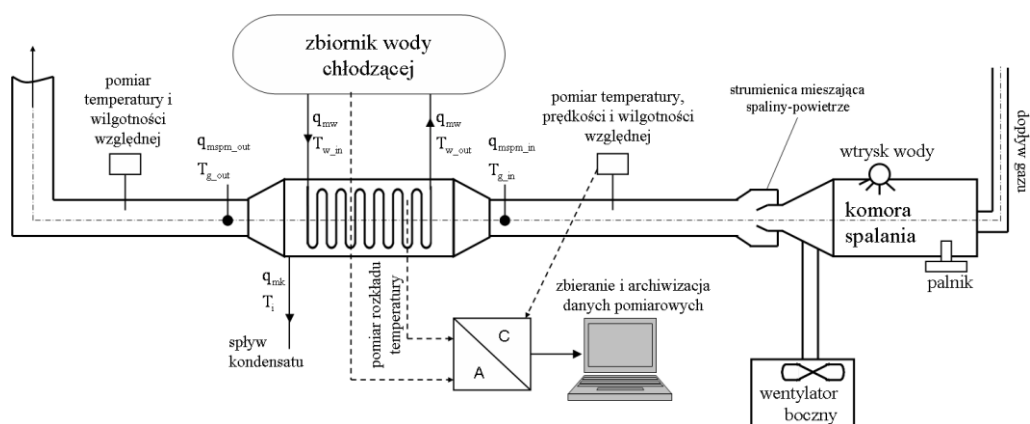 zbiornik wody
chłodzącej
pomiar
temperatury i
wilgotności
względnej
q_mspm_out
T_g_out
q_mw
T_w_in
q_mw
T_w_out
q_mspm_in
T_g_in
pomiar temperatury,
prędkości i wilgotności
względnej
strumienica mieszająca
spaliny-powietrze
wtrysk wody
komora
spalania
palnik
dopływ gazu
q_mk
T_i
spływ
kondensatu
pomiar rozkładu
temperatury
C
A
zbieranie i archiwizacja
danych pomiarowych
wentylator
boczny